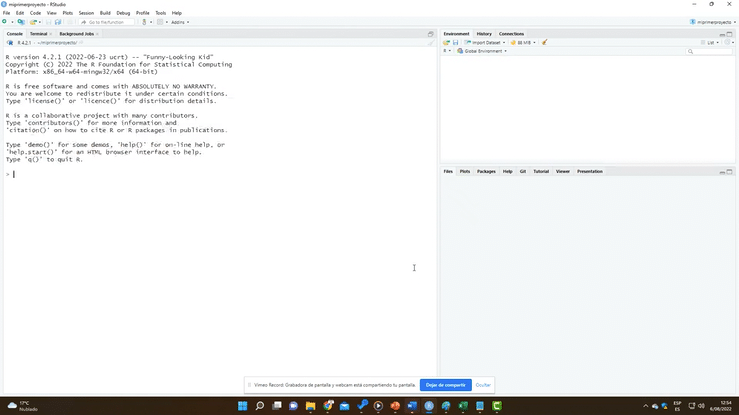 miprimerproyecto - RStudio
File Edit Code View Plots Session Build Debug Profile Tools Help
Go to file/function
Addins
miprimerproyecto
Console Terminal Background Jobs
R 4.2.1 · ~/miprimerproyecto/
R version 4.2.1 (2022-06-23 ucrt) -- "Funny-Looking Kid"
Copyright (C) 2022 The R Foundation for Statistical Computing
Platform: x86_64-w64-mingw32/x64 (64-bit)
R is free software and comes with ABSOLUTELY NO WARRANTY.
You are welcome to redistribute it under certain conditions.
Type 'license()' or 'licence()' for distribution details.
R is a collaborative project with many contributors.
Type 'contributors()' for more information and
'citation()' on how to cite R or R packages in publications.
Type 'demo()' for some demos, 'help()' for on-line help, or
'help.start()' for an HTML browser interface to help.
Type 'q()' to quit R.
>
Environment History Connections
Import Dataset 88 MiB List
R Global Environment
Files Plots Packages Help Git Tutorial Viewer Presentation
Vimeo Record: Grabadora de pantalla y webcam está compartiendo tu pantalla. Dejar de compartir Ocultar
17°C
Nublado
ESP
ES
12:54
6/08/2022